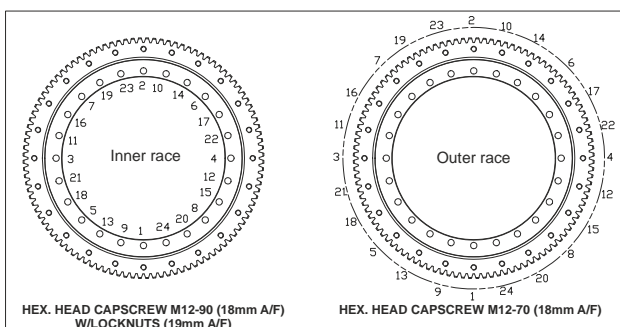 19 23 2 10 14
7 6
16 17
11 22
3 Inner race 4
21 12
18 15
5 8
13 20
9 1 24
HEX. HEAD CAPSCREW M12-90 (18mm A/F)
W/LOCKNUTS (19mm A/F)
23 2 10
19 14
7 6
16 17
11 22
3 Outer race 4
21 12
18 15
5 8
13 20
9 1 24
HEX. HEAD CAPSCREW M12-70 (18mm A/F)